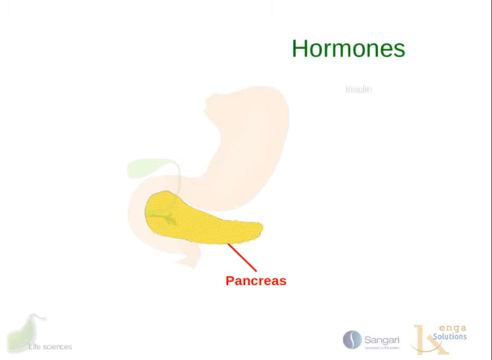 Hormones
Insulin
Pancreas
Life sciences
Sangari
enga
Solutions